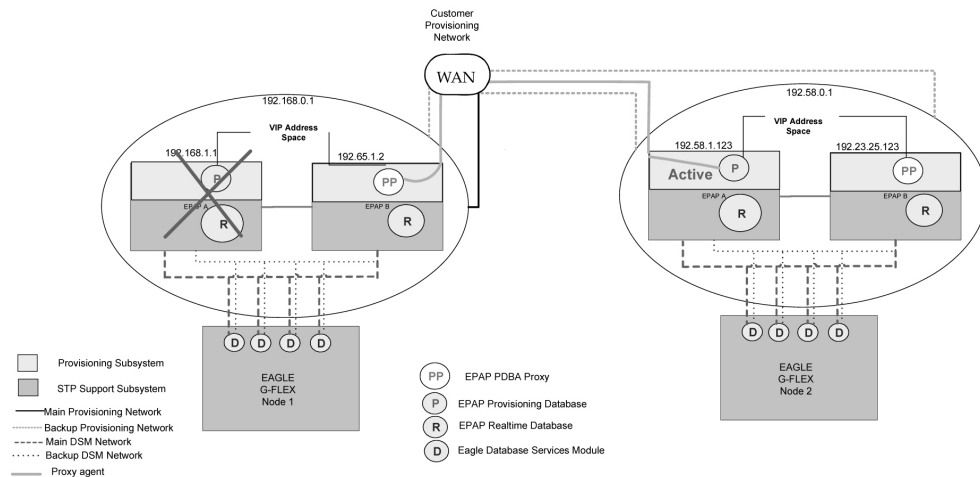 Customer
Provisioning
Network
WAN
192.168.0.1
VIP Address
Space
192.168.1.1
192.65.1.2
P
PP
EPAP A
EPAP B
R
R
D
D
D
D
EAGLE
G-FLEX
Node 1
192.58.0.1
VIP Address
Space
192.58.1.123
192.23.25.123
Active
P
PP
EPAP A
EPAP B
R
R
D
D
D
D
EAGLE
G-FLEX
Node 2
Provisioning Subsystem
STP Support Subsystem
Main Provisioning Network
Backup Provisioning Network
Main DSM Network
Backup DSM Network
Proxy agent
PP EPAP PDBA Proxy
P EPAP Provisioning Database
R EPAP Realtime Database
D Eagle Database Services Module